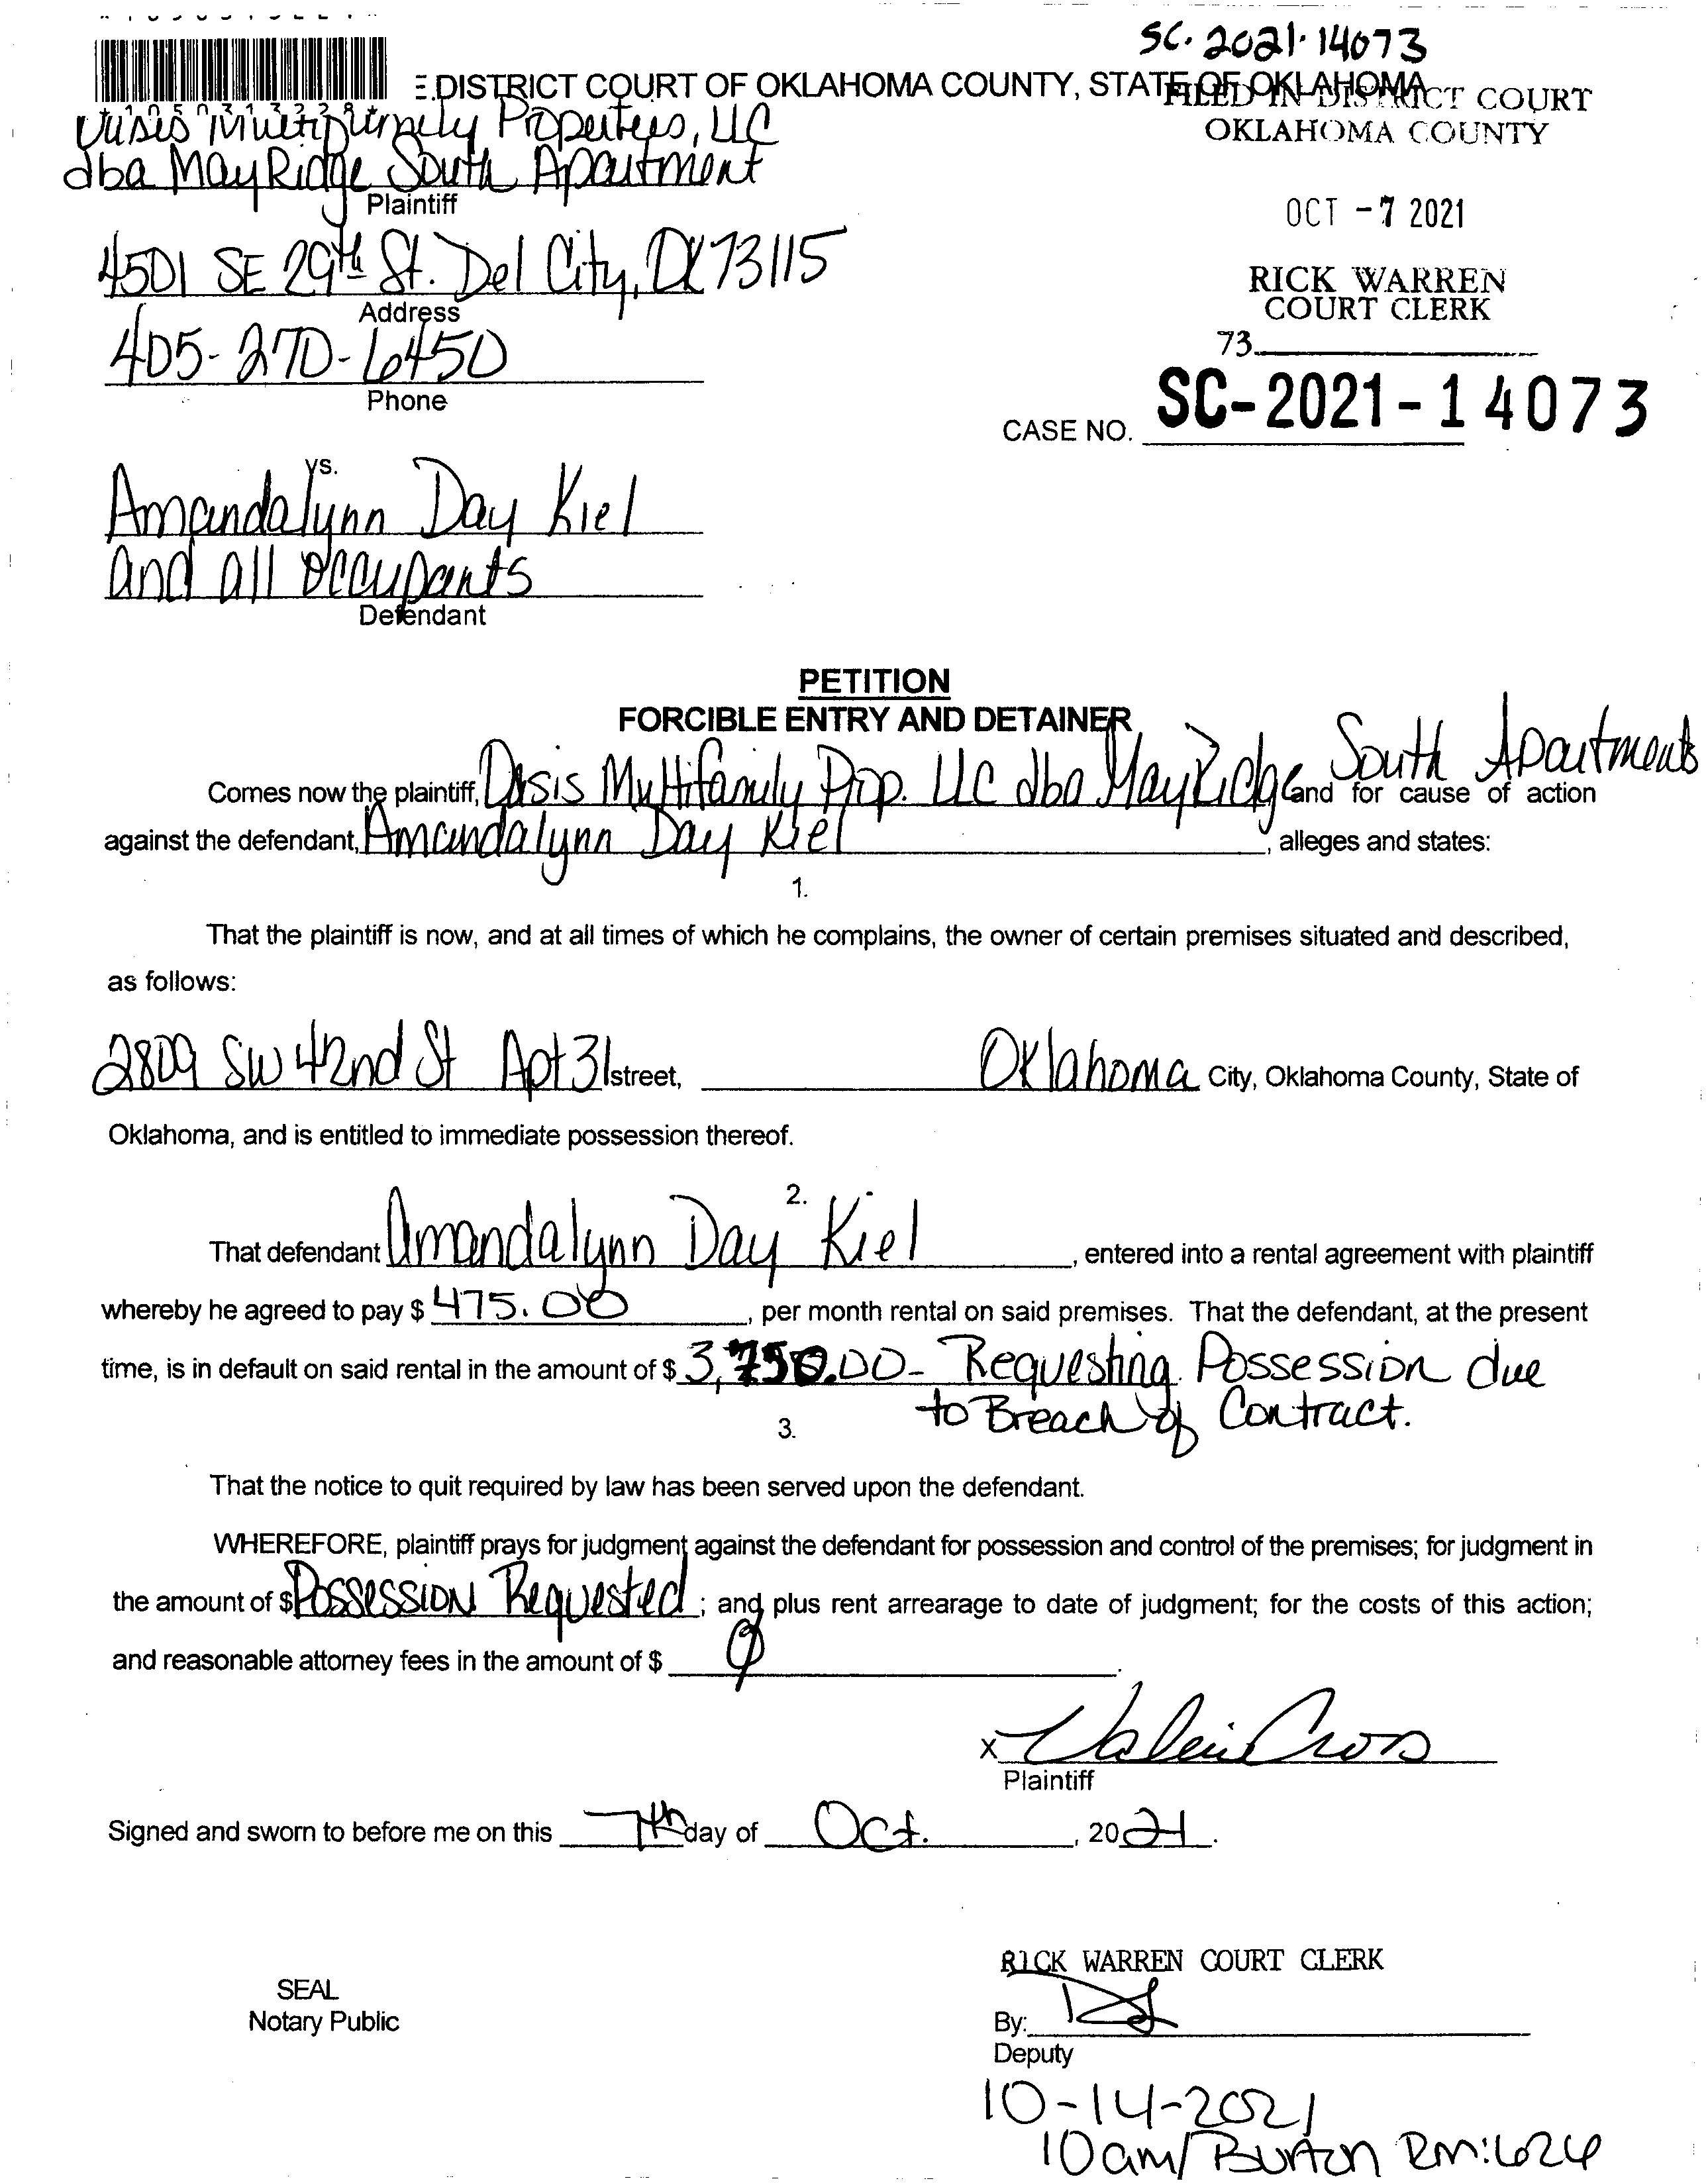 SC-2021-14073
DISTRICT COURT OF OKLAHOMA COUNTY, STATE OF OKLAHOMA
FILED IN DISTRICT COURT
OKLAHOMA COUNTY
Multifamily Properties, LLC
dba MayRidge South Apartment
Plaintiff
OCT -7 2021
4501 SE 29th St. Del City, OK 73115
Address
RICK WARREN
COURT CLERK
405-270-6450
Phone
73
CASE NO. SC-2021-14073
vs.
Amandalynn Day Kiel
and all occupants
Defendant
PETITION
FORCIBLE ENTRY AND DETAINER
Comes now the plaintiff, Oasis Multifamily Prop. LLC dba MayRidge South Apartments and for cause of action
against the defendant, Amandalynn Day Kiel, alleges and states:
1.
That the plaintiff is now, and at all times of which he complains, the owner of certain premises situated and described,
as follows:
2809 SW 42nd St Apt 31 street, Oklahoma City, Oklahoma County, State of
Oklahoma, and is entitled to immediate possession thereof.
2.
That defendant Amandalynn Day Kiel, entered into a rental agreement with plaintiff
whereby he agreed to pay $ 475.00, per month rental on said premises. That the defendant, at the present
time, is in default on said rental in the amount of $ 3,750.00- Requesting Possession due
to Breach of Contract.
3.
That the notice to quit required by law has been served upon the defendant.
WHEREFORE, plaintiff prays for judgment against the defendant for possession and control of the premises; for judgment in
the amount of $ Possession Requested; and plus rent arrearage to date of judgment; for the costs of this action;
and reasonable attorney fees in the amount of $ 0.
x Valerie Cross
Plaintiff
Signed and sworn to before me on this 7th day of Oct., 2021.
RICK WARREN COURT CLERK
SEAL
Notary Public
By:
Deputy
10-14-2021
10am/Burton Rm:626